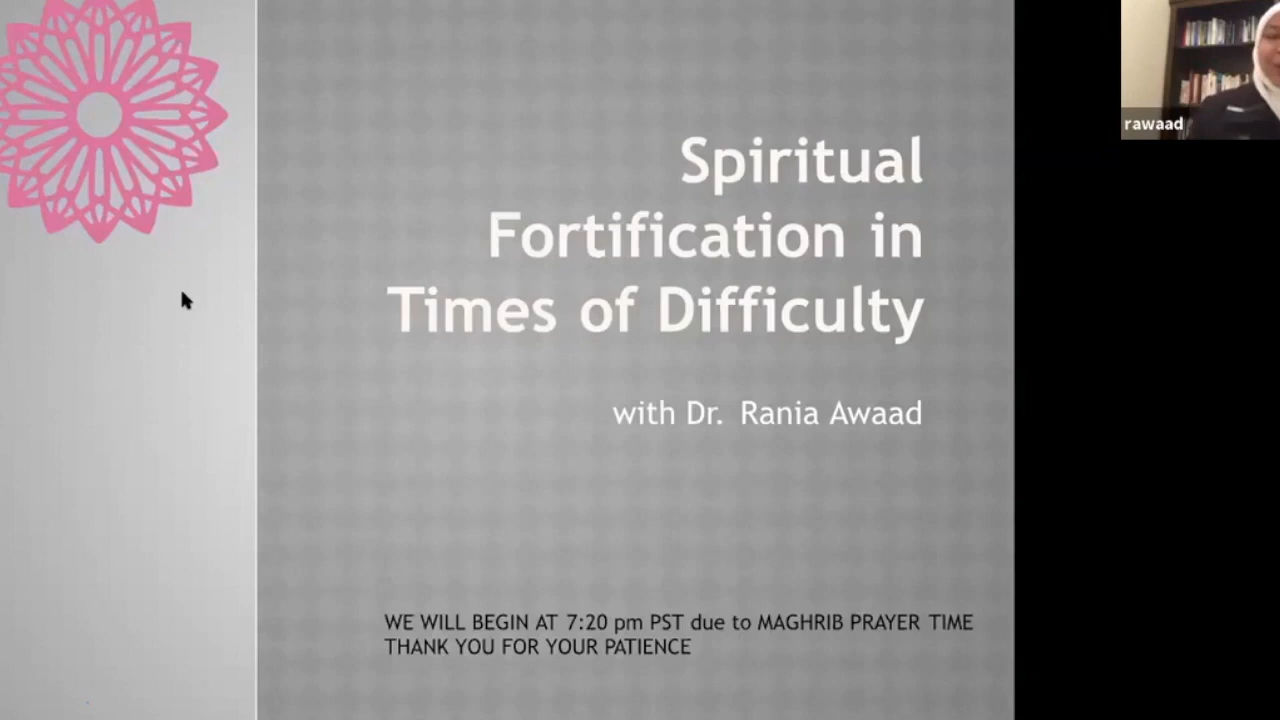 Spiritual
Fortification in
Times of Difficulty
with Dr. Rania Awaad
WE WILL BEGIN AT 7:20 pm PST due to MAGHRIB PRAYER TIME
THANK YOU FOR YOUR PATIENCE
rawaad